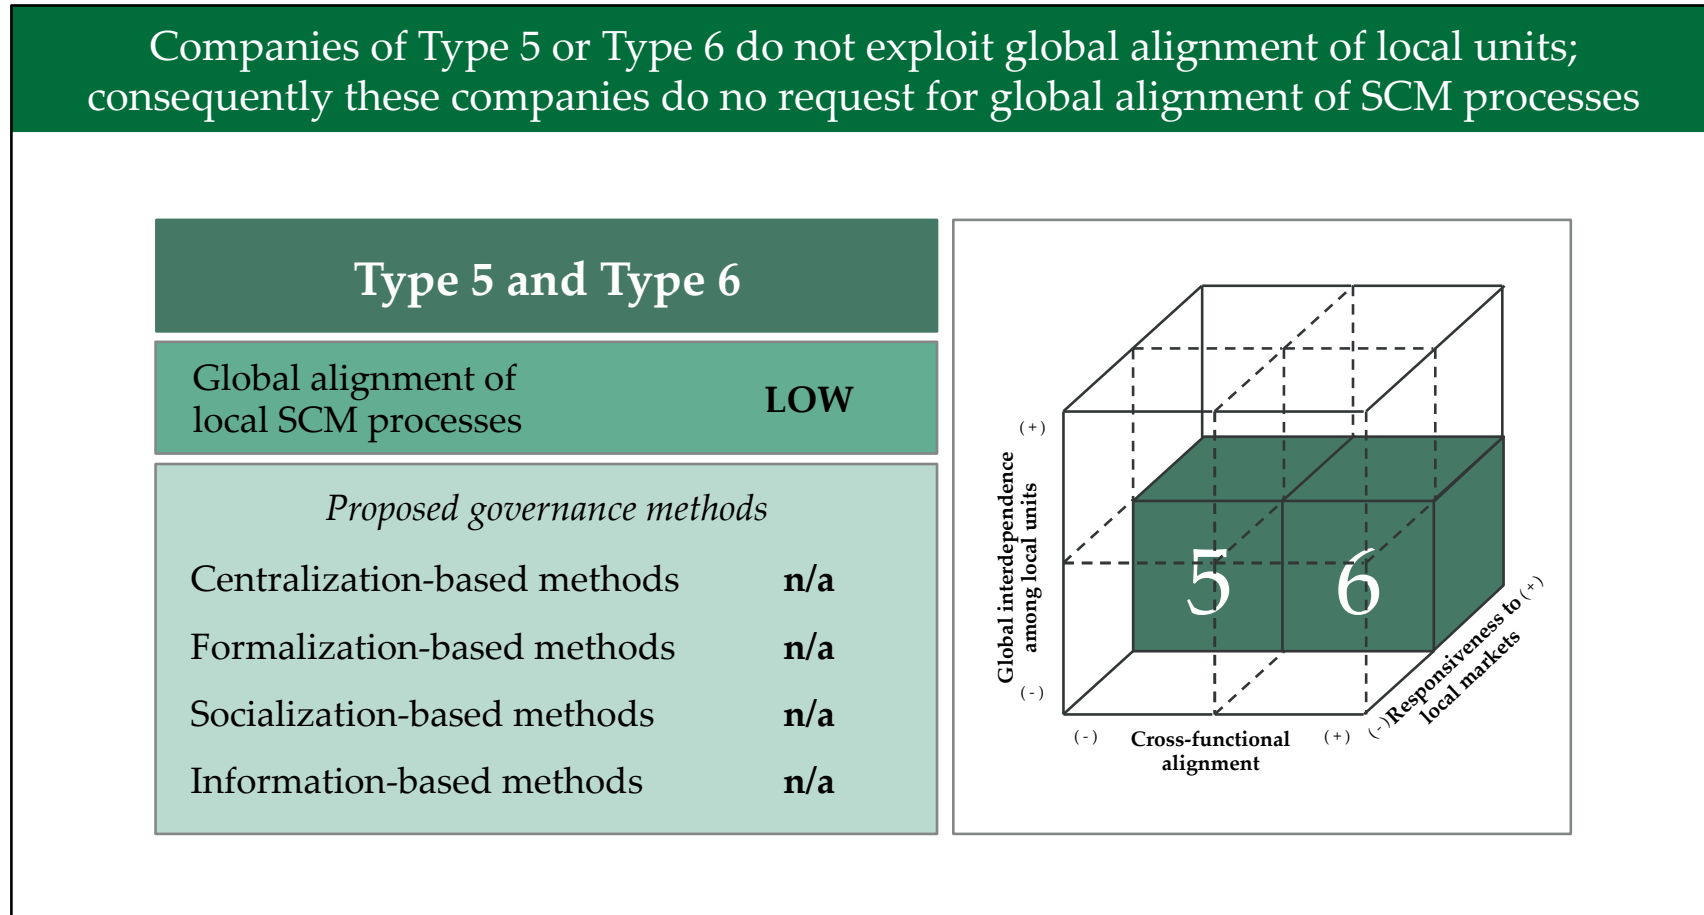 Companies of Type 5 or Type 6 do not exploit global alignment of local units;
consequently these companies do no request for global alignment of SCM processes
Type 5 and Type 6
Global alignment of
local SCM processes
LOW
Proposed governance methods
Centralization-based methods n/a
Formalization-based methods n/a
Socialization-based methods n/a
Information-based methods n/a
(+)
Global interdependence
among local units
(-)
5
6
(-)
Cross-functional
alignment
(+)
(-)
Responsiveness to
local markets
(+)